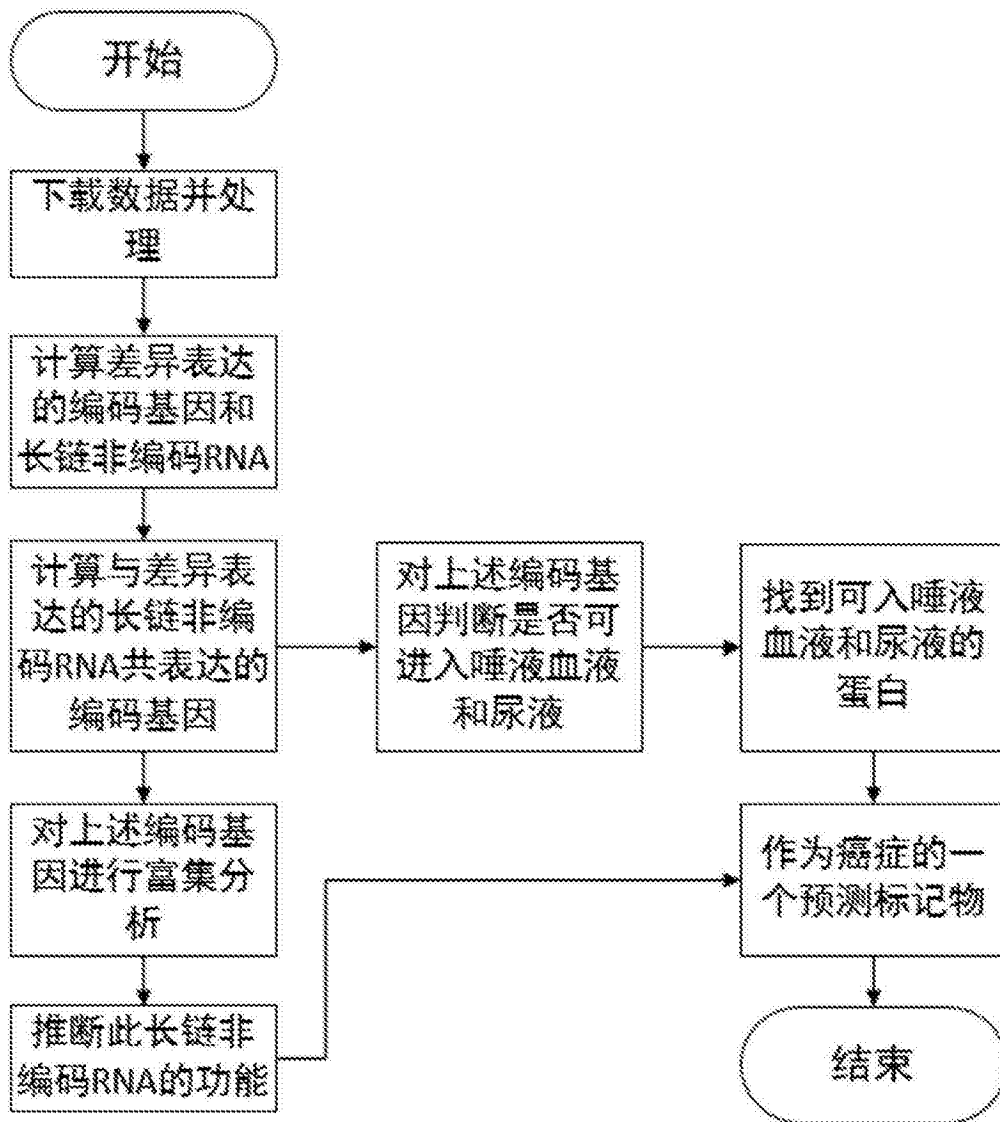 开始
下载数据并处
理
计算差异表达
的编码基因和
长链非编码RNA
计算与差异表
达的长链非编
码RNA共表达的
编码基因
对上述编码基
因判断是否可
进入唾液血液
和尿液
找到可入唾液
血液和尿液的
蛋白
对上述编码基
因进行富集分
析
作为癌症的一
个预测标记物
推断此长链非
编码RNA的功能
结束